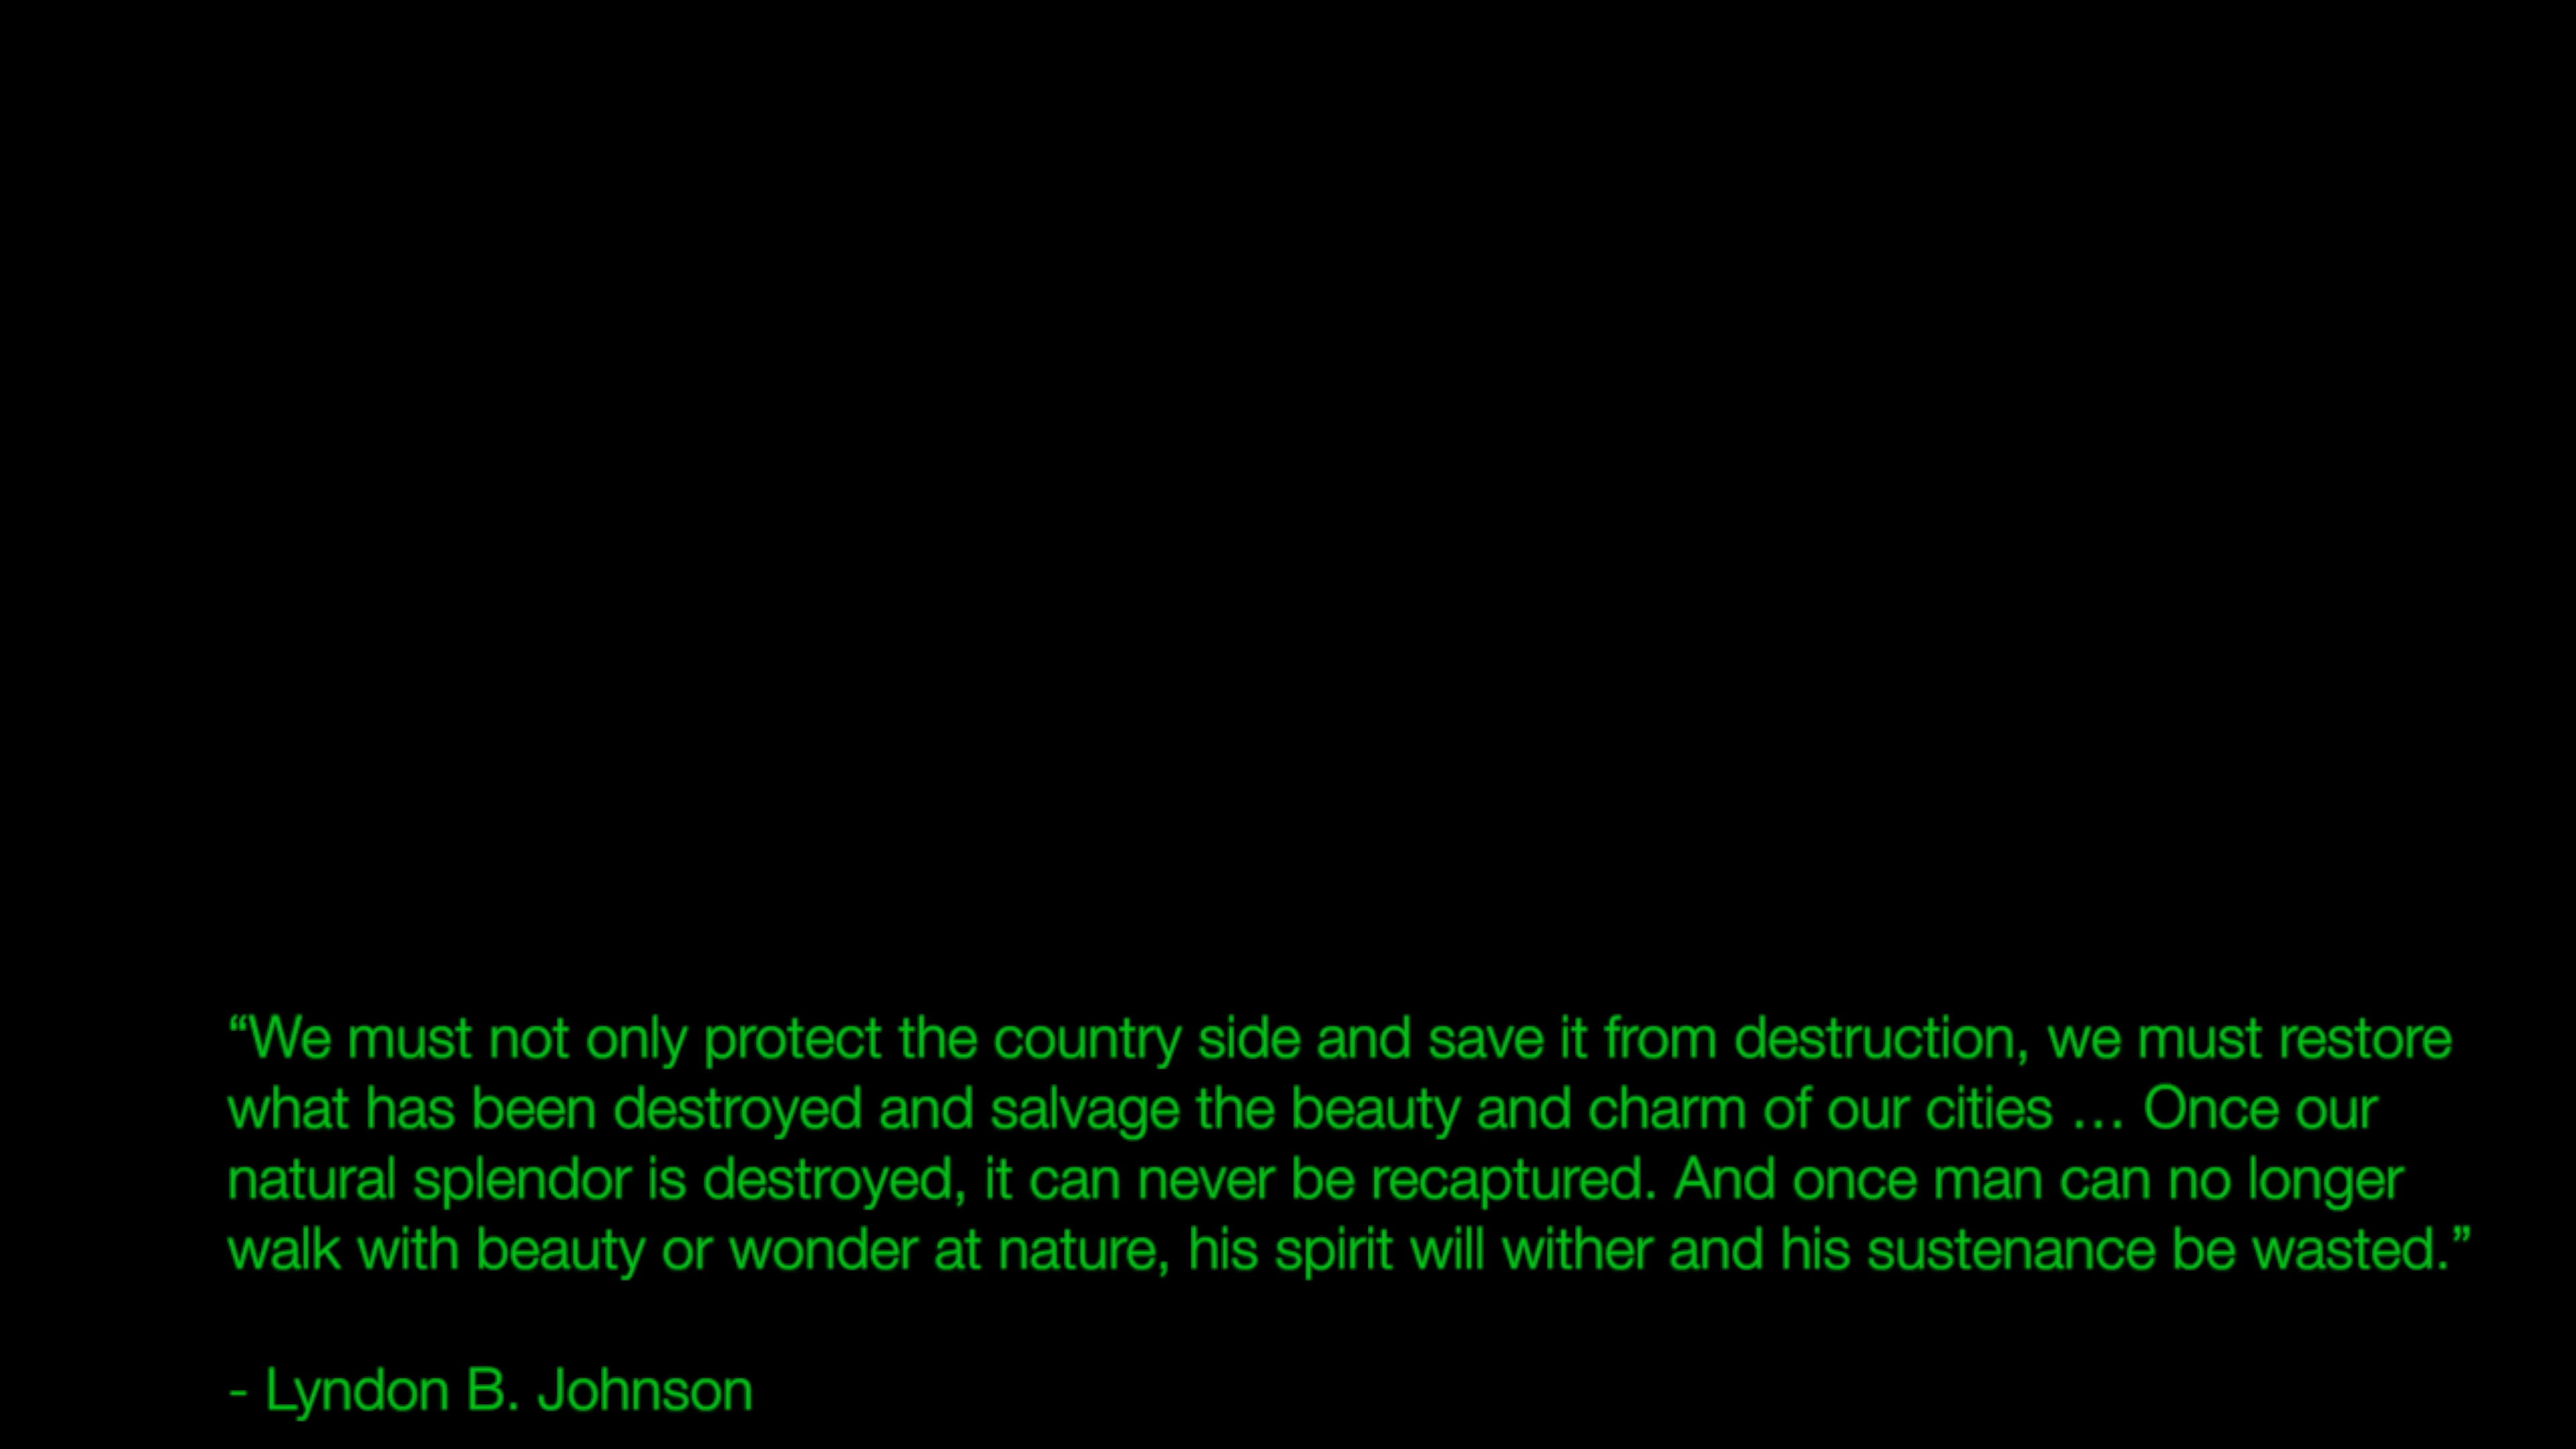 “We must not only protect the country side and save it from destruction, we must restore
what has been destroyed and salvage the beauty and charm of our cities … Once our
natural splendor is destroyed, it can never be recaptured. And once man can no longer
walk with beauty or wonder at nature, his spirit will wither and his sustenance be wasted.”
- Lyndon B. Johnson